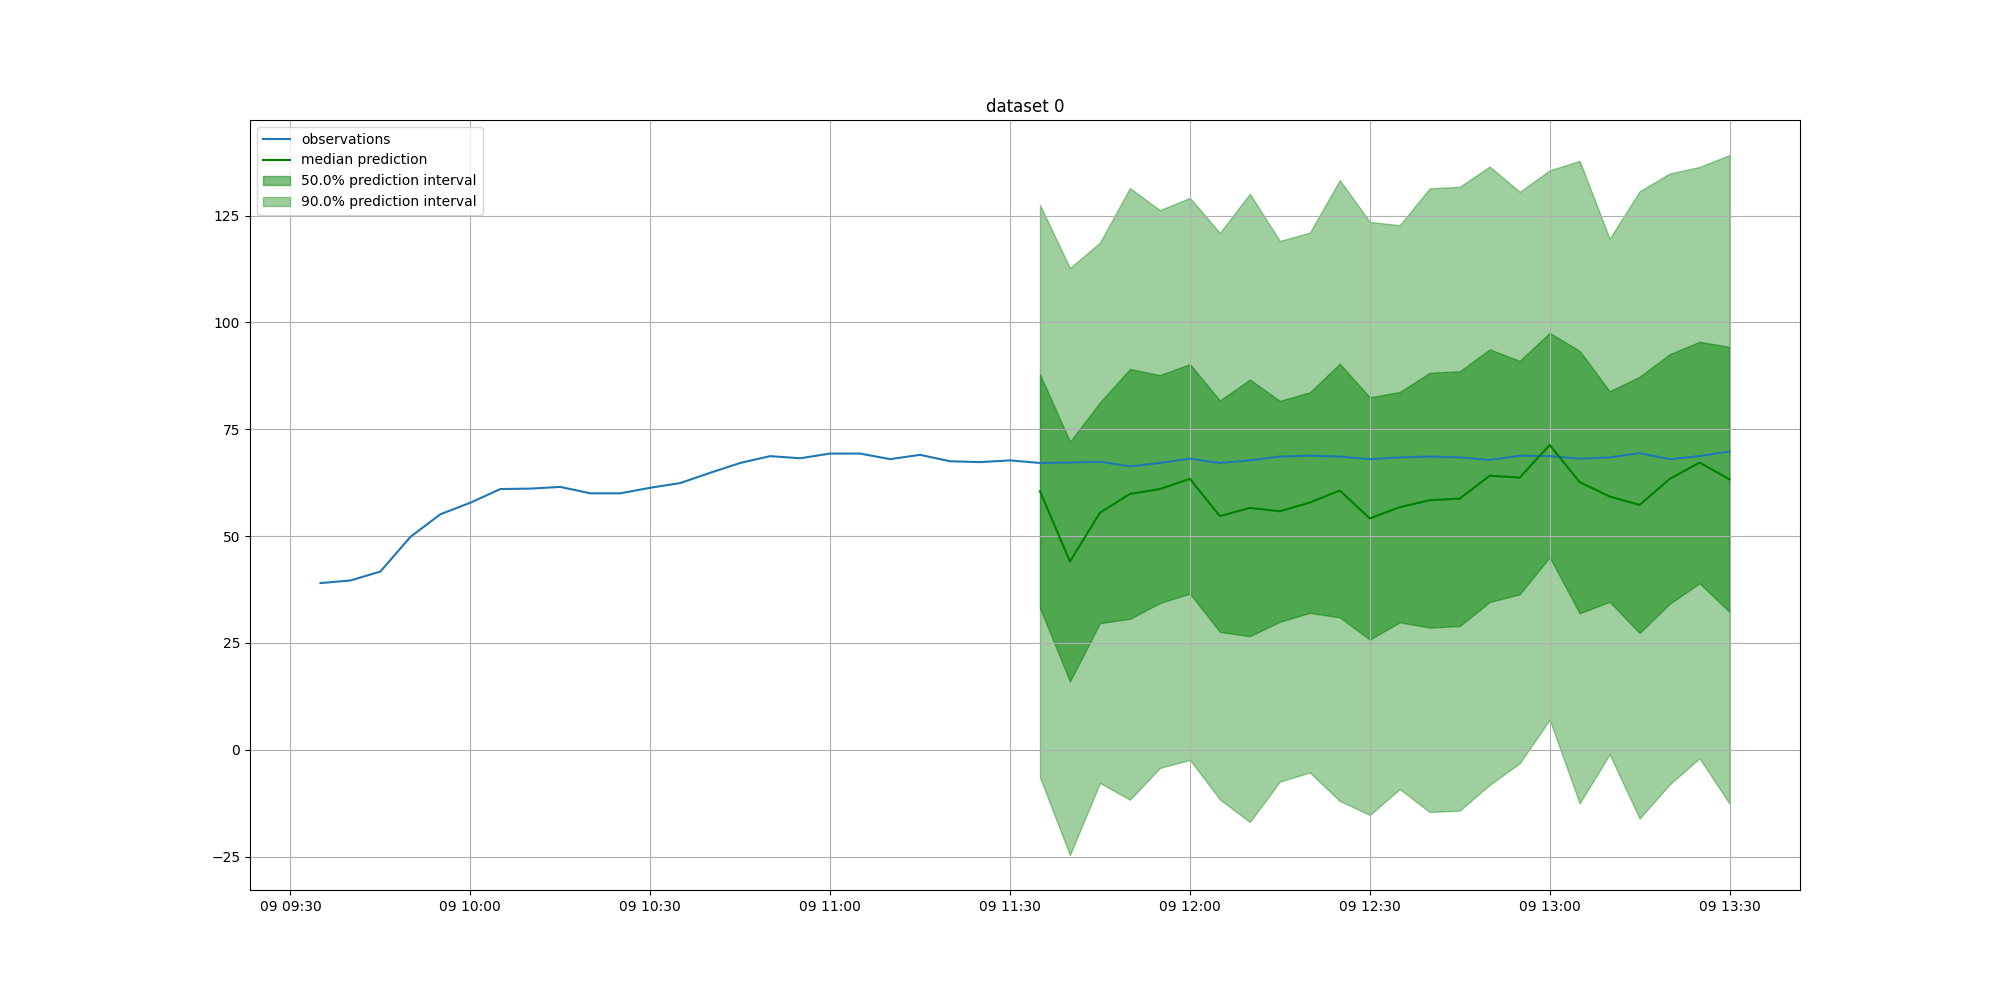 dataset 0
observations
median prediction
50.0% prediction interval
90.0% prediction interval
125
100
75
50
25
0
−25
09 09:30 09 10:00 09 10:30 09 11:00 09 11:30 09 12:00 09 12:30 09 13:00 09 13:30